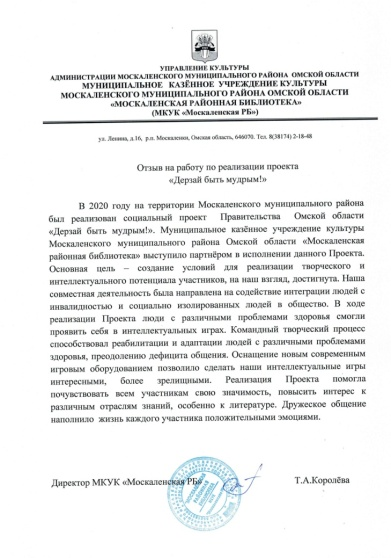 УПРАВЛЕНИЕ КУЛЬТУРЫ
АДМИНИСТРАЦИИ МОСКАЛЕНСКОГО МУНИЦИПАЛЬНОГО РАЙОНА ОМСКОЙ ОБЛАСТИ
МУНИЦИПАЛЬНОЕ КАЗЁННОЕ УЧРЕЖДЕНИЕ КУЛЬТУРЫ
МОСКАЛЕНСКОГО МУНИЦИПАЛЬНОГО РАЙОНА ОМСКОЙ ОБЛАСТИ
«МОСКАЛЕНСКАЯ РАЙОННАЯ БИБЛИОТЕКА»
(МКУК «Москаленская РБ»)
ул. Ленина, д.16, р.п. Москаленки, Омская область, 646070. Тел. 8(38174) 2-18-48
Отзыв на работу по реализации проекта
«Дерзай быть мудрым!»
В 2020 году на территории Москаленского муниципального района
был реализован социальный проект Правительства Омской области
«Дерзай быть мудрым!». Муниципальное казённое учреждение культуры
Москаленского муниципального района Омской области «Москаленская
районная библиотека» выступило партнёром в исполнении данного Проекта.
Основная цель – создание условий для реализации творческого и
интеллектуального потенциала участников, на наш взгляд, достигнута. Наша
совместная деятельность была направлена на содействие интеграции людей с
инвалидностью и социально изолированных людей в общество. В ходе
реализации Проекта люди с различными проблемами здоровья смогли
проявить себя в интеллектуальных играх. Командный творческий процесс
способствовал реабилитации и адаптации людей с различными проблемами
здоровья, преодолению дефицита общения. Оснащение новым современным
игровым оборудованием позволило сделать наши интеллектуальные игры
интересными, более зрелищными. Реализация Проекта помогла
почувствовать всем участникам свою значимость, повысить интерес к
различным отраслям знаний, особенно к литературе. Дружеское общение
наполнило жизнь каждого участника положительными эмоциями.
Директор МКУК «Москаленская РБ» Т.А.Королёва